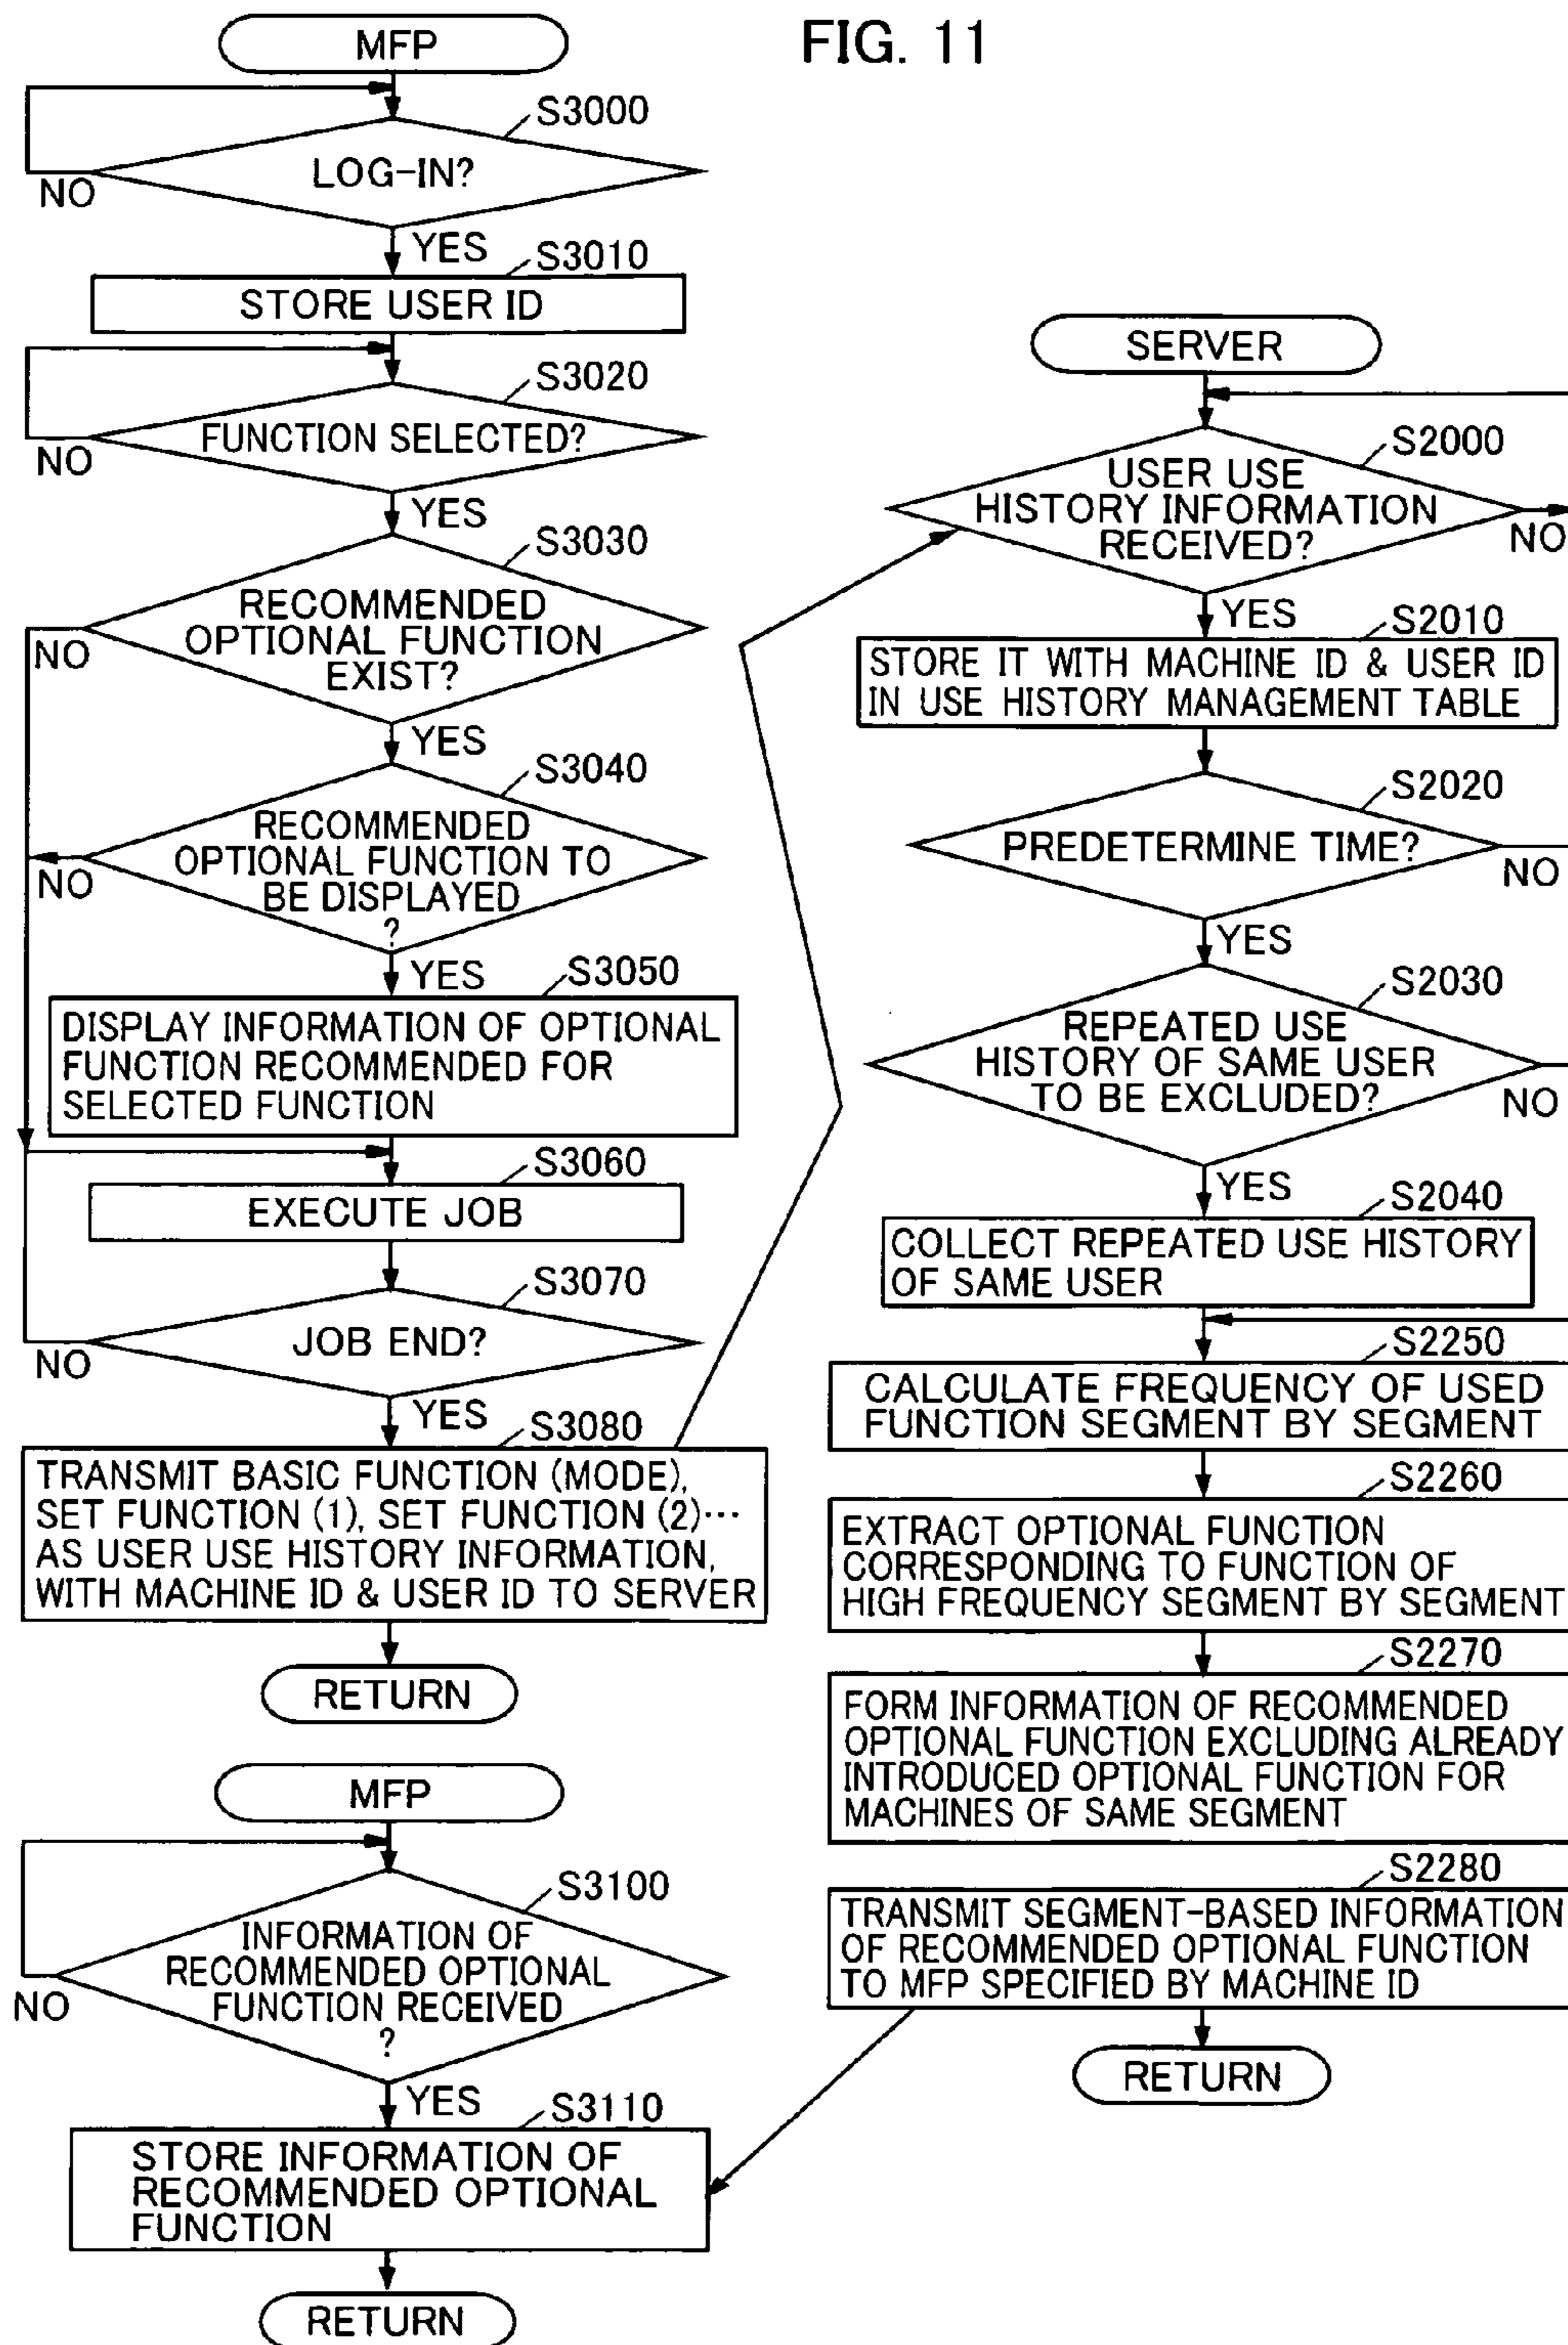 FIG. 11
MFP
S3000
LOG-IN?
NO
YES
S3010
STORE USER ID
S3020
FUNCTION SELECTED?
NO
YES
S3030
RECOMMENDED
OPTIONAL FUNCTION
EXIST?
NO
YES
S3040
RECOMMENDED
OPTIONAL FUNCTION TO
BE DISPLAYED
?
NO
YES
S3050
DISPLAY INFORMATION OF OPTIONAL
FUNCTION RECOMMENDED FOR
SELECTED FUNCTION
S3060
EXECUTE JOB
S3070
JOB END?
NO
YES
S3080
TRANSMIT BASIC FUNCTION (MODE),
SET FUNCTION (1), SET FUNCTION (2)···
AS USER USE HISTORY INFORMATION,
WITH MACHINE ID & USER ID TO SERVER
RETURN
MFP
S3100
INFORMATION OF
RECOMMENDED OPTIONAL
FUNCTION RECEIVED
?
NO
YES
S3110
STORE INFORMATION OF
RECOMMENDED OPTIONAL
FUNCTION
RETURN
SERVER
S2000
USER USE
HISTORY INFORMATION
RECEIVED?
NO
YES
S2010
STORE IT WITH MACHINE ID & USER ID
IN USE HISTORY MANAGEMENT TABLE
S2020
PREDETERMINE TIME?
NO
YES
S2030
REPEATED USE
HISTORY OF SAME USER
TO BE EXCLUDED?
NO
YES
S2040
COLLECT REPEATED USE HISTORY
OF SAME USER
S2250
CALCULATE FREQUENCY OF USED
FUNCTION SEGMENT BY SEGMENT
S2260
EXTRACT OPTIONAL FUNCTION
CORRESPONDING TO FUNCTION OF
HIGH FREQUENCY SEGMENT BY SEGMENT
S2270
FORM INFORMATION OF RECOMMENDED
OPTIONAL FUNCTION EXCLUDING ALREADY
INTRODUCED OPTIONAL FUNCTION FOR
MACHINES OF SAME SEGMENT
S2280
TRANSMIT SEGMENT-BASED INFORMATION
OF RECOMMENDED OPTIONAL FUNCTION
TO MFP SPECIFIED BY MACHINE ID
RETURN